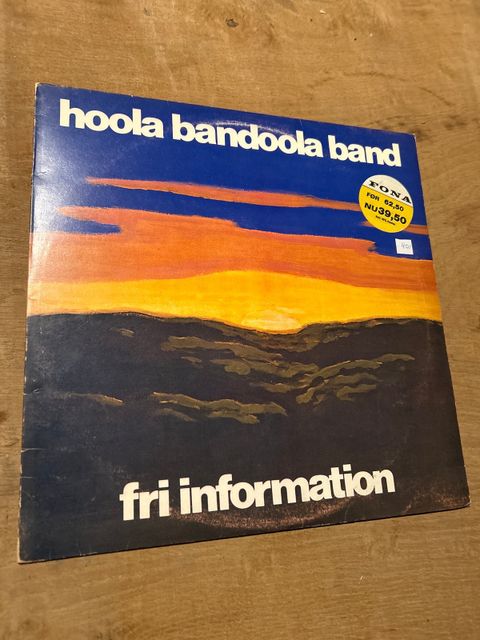 hoola bandoola band
FONA
FØR 62,50
NU 39,50
fri information